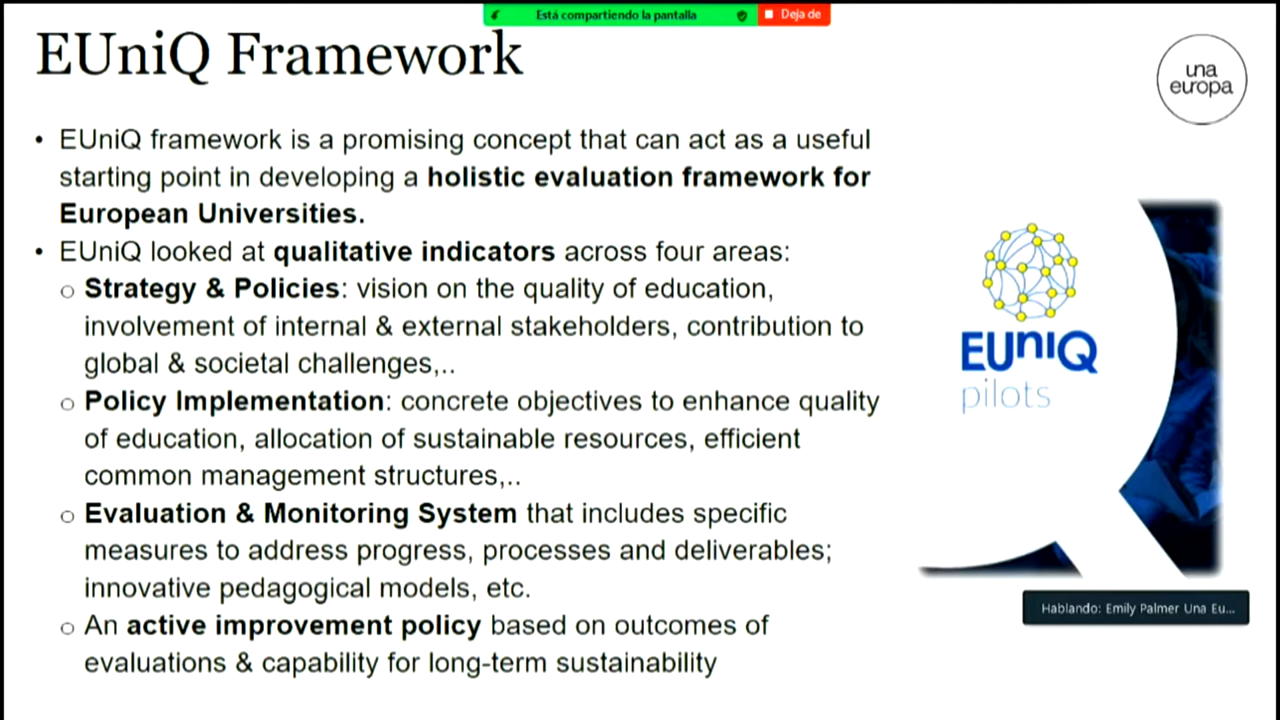 Está compartiendo la pantalla
Deja de
EUniQ Framework
una
europa
• EUniQ framework is a promising concept that can act as a useful
starting point in developing a holistic evaluation framework for
European Universities.
• EUniQ looked at qualitative indicators across four areas:
o Strategy & Policies: vision on the quality of education,
involvement of internal & external stakeholders, contribution to
global & societal challenges,..
o Policy Implementation: concrete objectives to enhance quality
of education, allocation of sustainable resources, efficient
common management structures,..
o Evaluation & Monitoring System that includes specific
measures to address progress, processes and deliverables;
innovative pedagogical models, etc.
o An active improvement policy based on outcomes of
evaluations & capability for long-term sustainability
EUniQ
pilots
Hablando: Emily Palmer Una Eu...